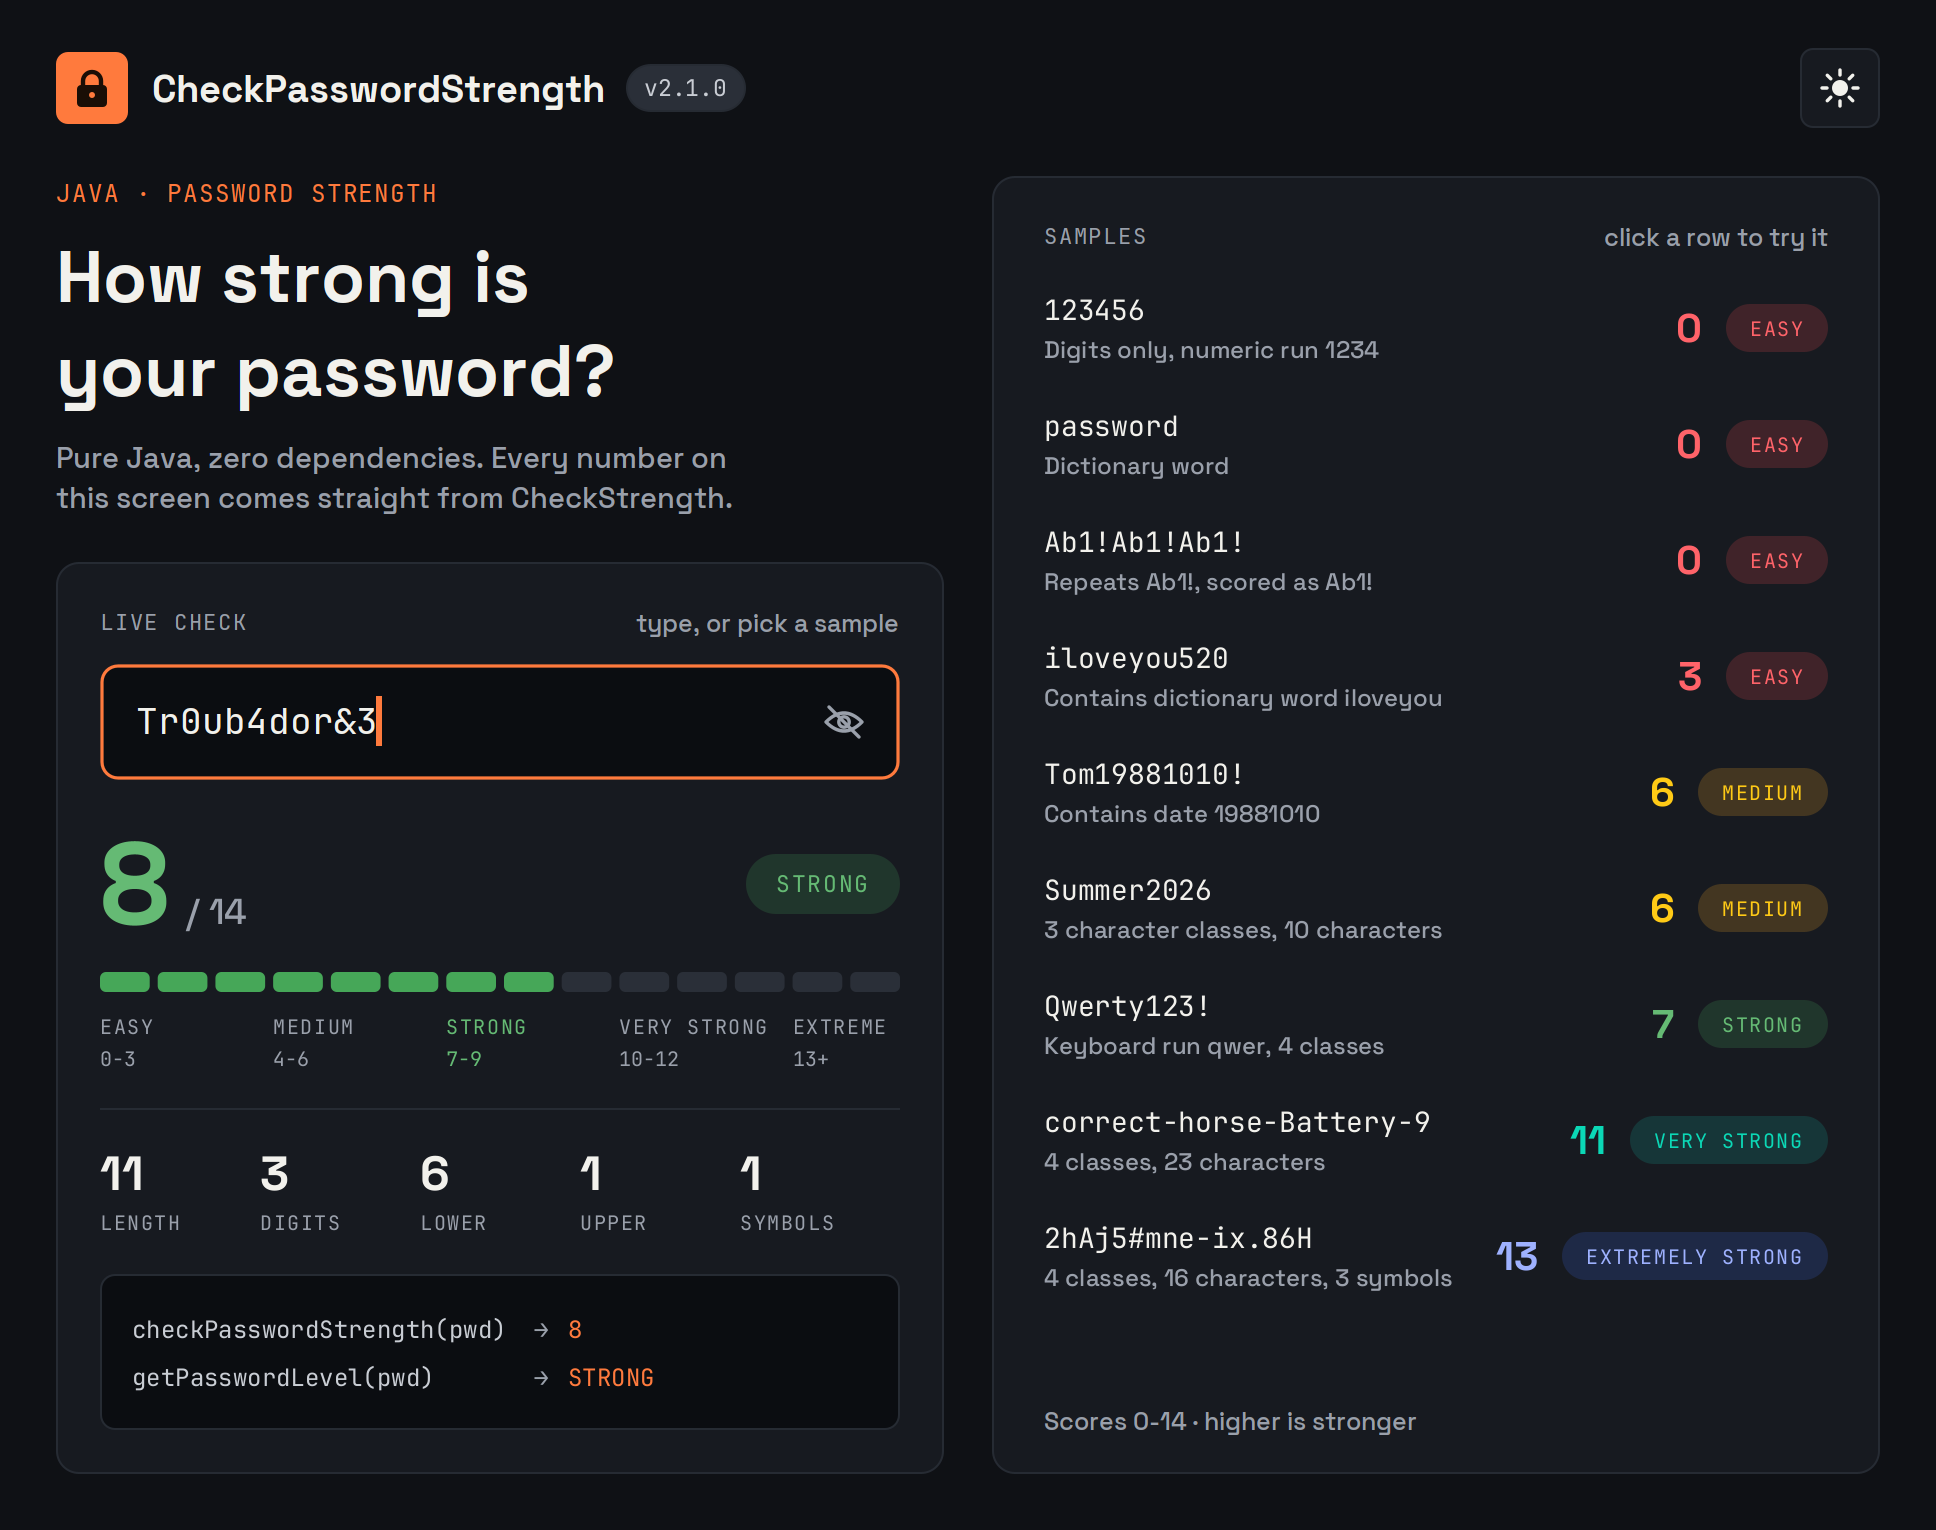 CheckPasswordStrength v2.1.0
JAVA · PASSWORD STRENGTH
How strong is
your password?
Pure Java, zero dependencies. Every number on
this screen comes straight from CheckStrength.
LIVE CHECK type, or pick a sample
Tr0ub4dor&3
8 / 14 STRONG
EASY MEDIUM STRONG VERY STRONG EXTREME
0-3 4-6 7-9 10-12 13+
11 3 6 1 1
LENGTH DIGITS LOWER UPPER SYMBOLS
checkPasswordStrength(pwd) → 8
getPasswordLevel(pwd) → STRONG
SAMPLES click a row to try it
123456
Digits only, numeric run 1234
0 EASY
password
Dictionary word
0 EASY
Ab1!Ab1!Ab1!
Repeats Ab1!, scored as Ab1!
0 EASY
iloveyou520
Contains dictionary word iloveyou
3 EASY
Tom19881010!
Contains date 19881010
6 MEDIUM
Summer2026
3 character classes, 10 characters
6 MEDIUM
Qwerty123!
Keyboard run qwer, 4 classes
7 STRONG
correct-horse-Battery-9
4 classes, 23 characters
11 VERY STRONG
2hAj5#mne-ix.86H
4 classes, 16 characters, 3 symbols
13 EXTREMELY STRONG
Scores 0-14 · higher is stronger